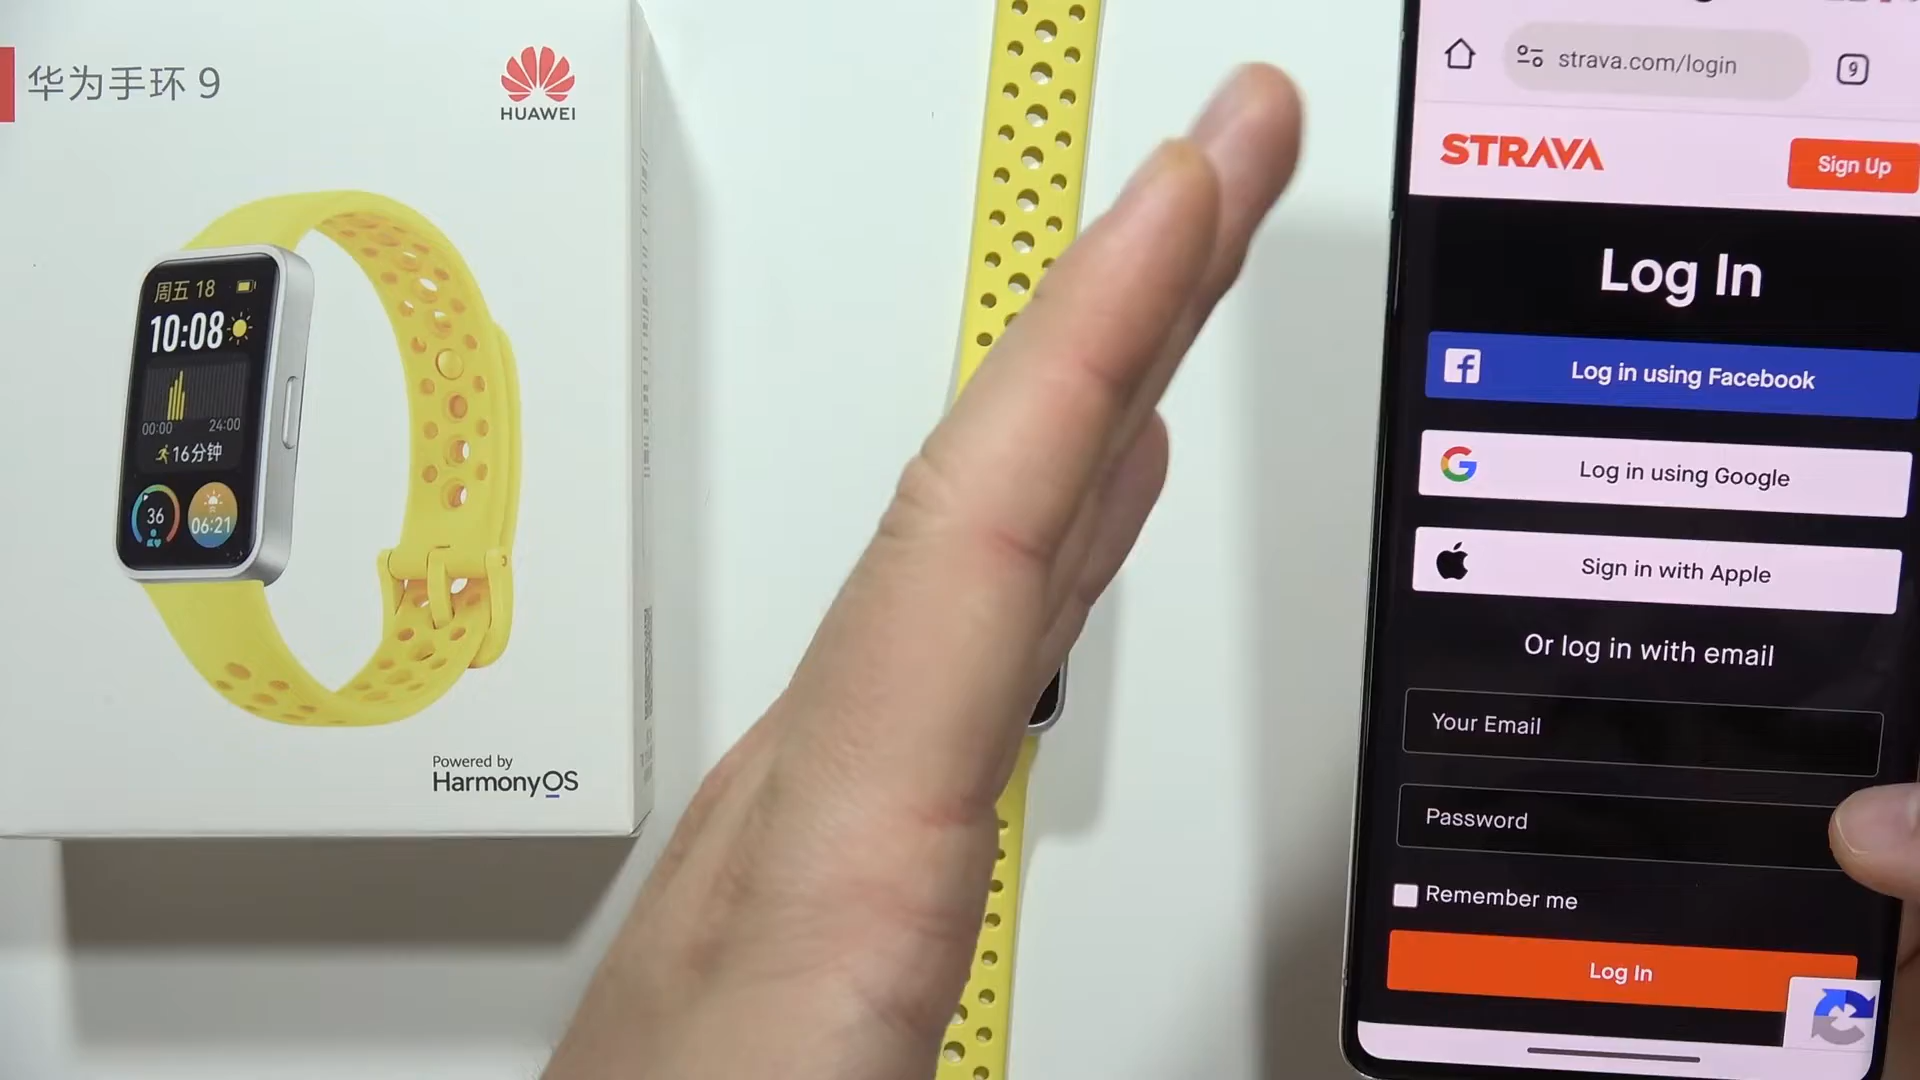 华为手环 9
HUAWEI
周五 18
10:08
00:00 24:00
16分钟
36
06:21
Powered by
HarmonyOS
strava.com/login
9
STRAVA
Sign Up
Log In
Log in using Facebook
Log in using Google
Sign in with Apple
Or log in with email
Your Email
Password
Remember me
Log In